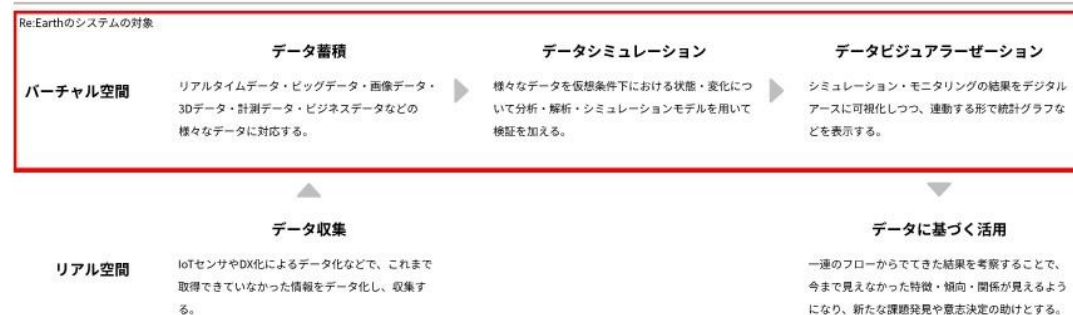 Re:Earthのシステムの対象
データ蓄積
データシミュレーション
データビジュアラーゼーション
バーチャル空間
リアルタイムデータ・ビッグデータ・画像データ・
3Dデータ・計測データ・ビジネスデータなどの
様々なデータに対応する。
様々なデータを仮想条件下における状態・変化につ
いて分析・解析・シミュレーションモデルを用いて
検証を加える。
シミュレーション・モニタリングの結果をデジタル
アースに可視化しつつ、連動する形で統計グラフな
どを表示する。
データ収集
データに基づく活用
リアル空間
IoTセンサやDX化によるデータ化などで、これまで
取得できていなかった情報をデータ化し、収集す
る。
一連のフローからでてきた結果を考察することで、
今まで見えなかった特徴・傾向・関係が見えるよう
になり、新たな課題発見や意志決定の助けとする。